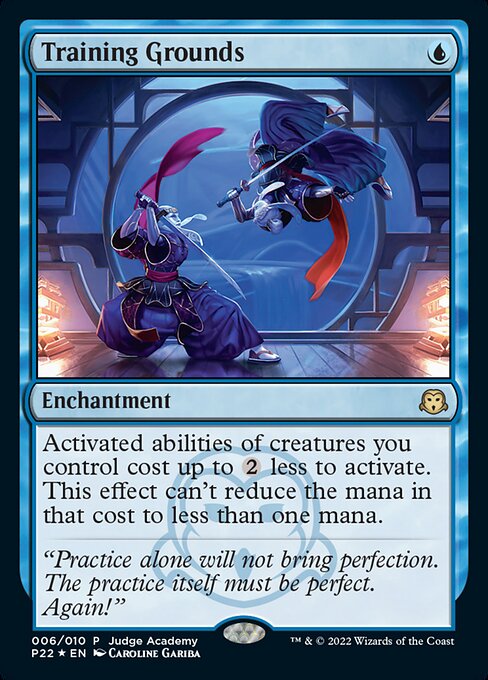 Training Grounds
Enchantment
Activated abilities of creatures you
control cost up to 2 less to activate.
This effect can’t reduce the mana in
that cost to less than one mana.
“Practice alone will not bring perfection.
The practice itself must be perfect.
Again!”
006/010 P Judge Academy
P22 ★ EN Caroline Gariba
™ & © 2022 Wizards of the Coast